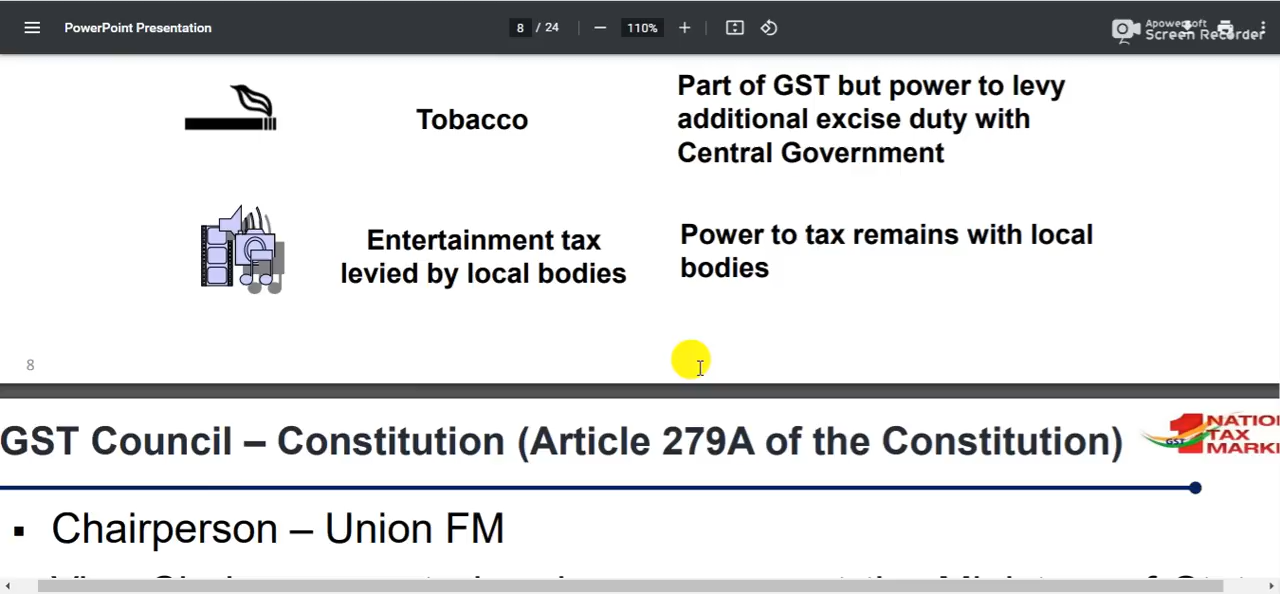 PowerPoint Presentation
8 / 24
110%
Apowersoft
Screen Recorder
Tobacco
Part of GST but power to levy
additional excise duty with
Central Government
Entertainment tax
levied by local bodies
Power to tax remains with local
bodies
8
GST Council – Constitution (Article 279A of the Constitution)
1
GST
TAX
▪ Chairperson – Union FM